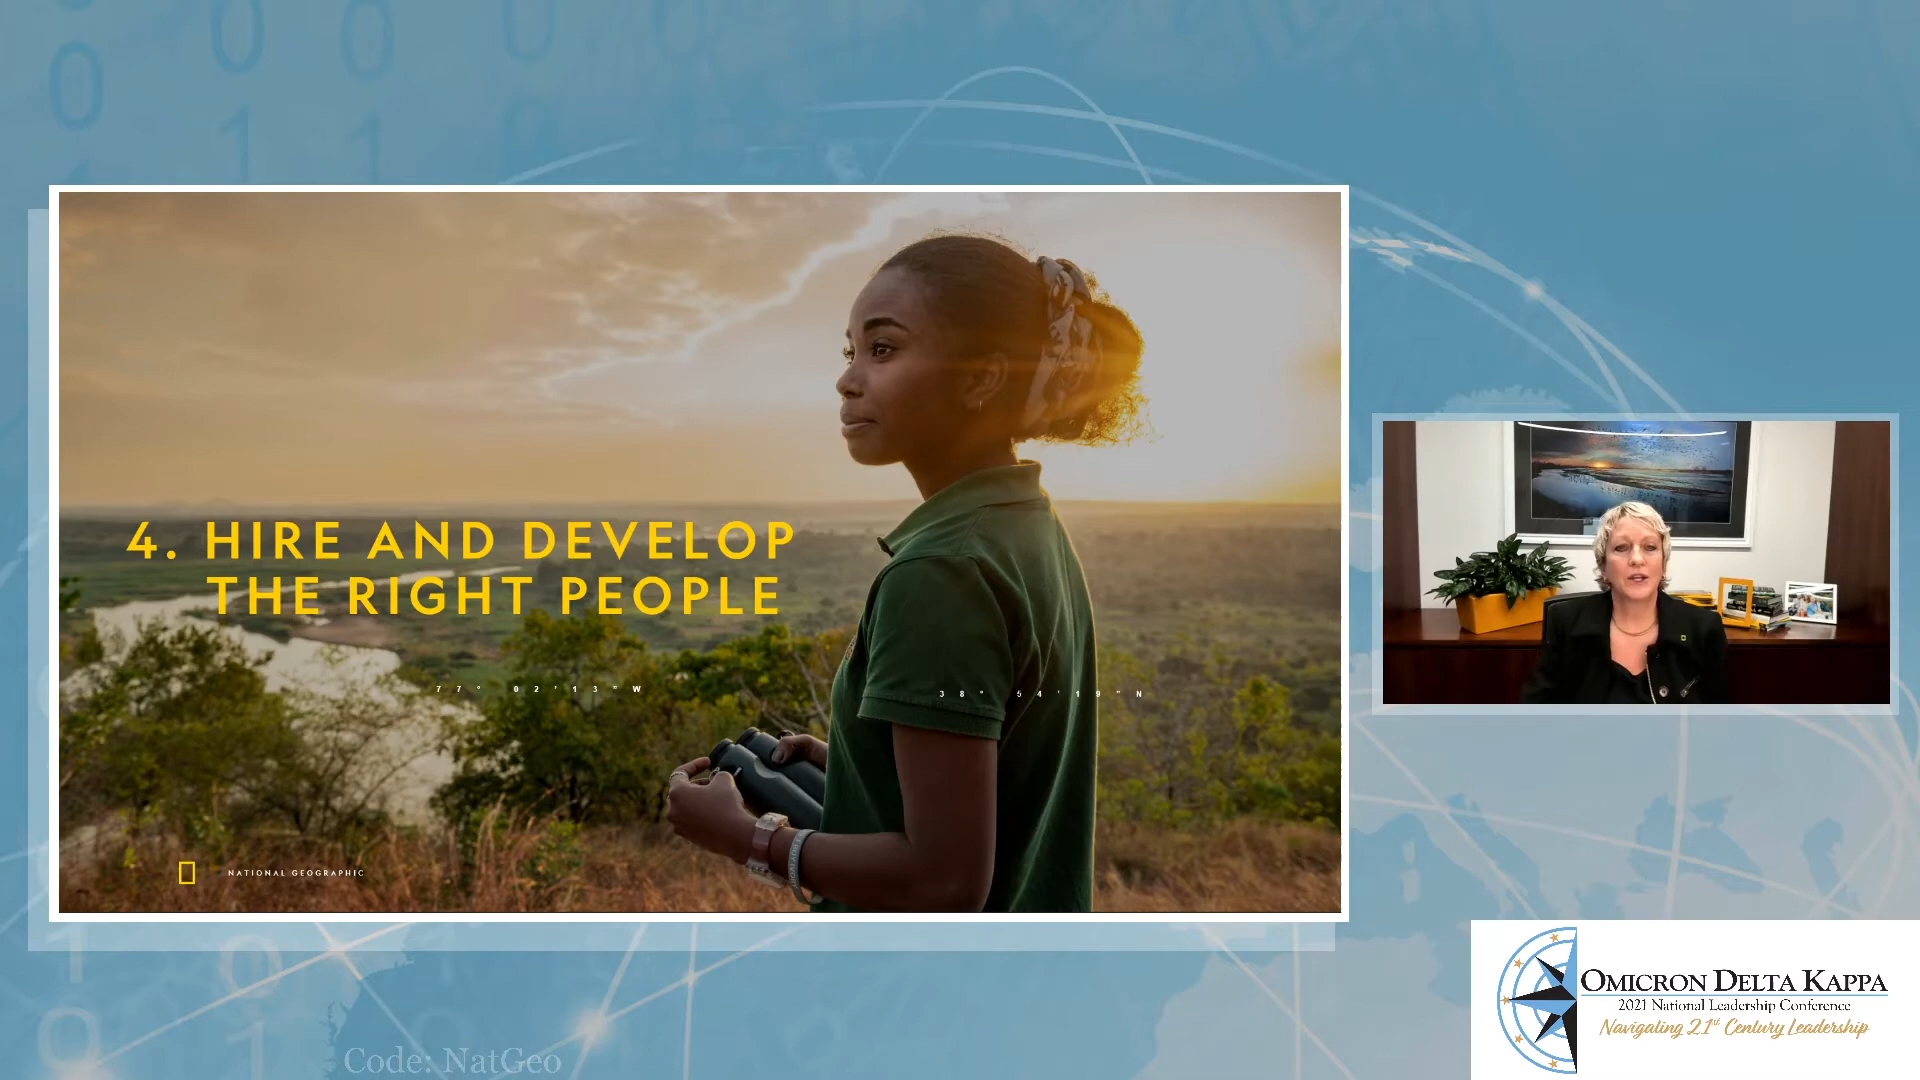 4. HIRE AND DEVELOP
THE RIGHT PEOPLE
77° 02'13"W
38° 54'19"N
NATIONAL GEOGRAPHIC
OMICRON DELTA KAPPA
2021 National Leadership Conference
Navigating 21st Century Leadership
Code: NatGeo